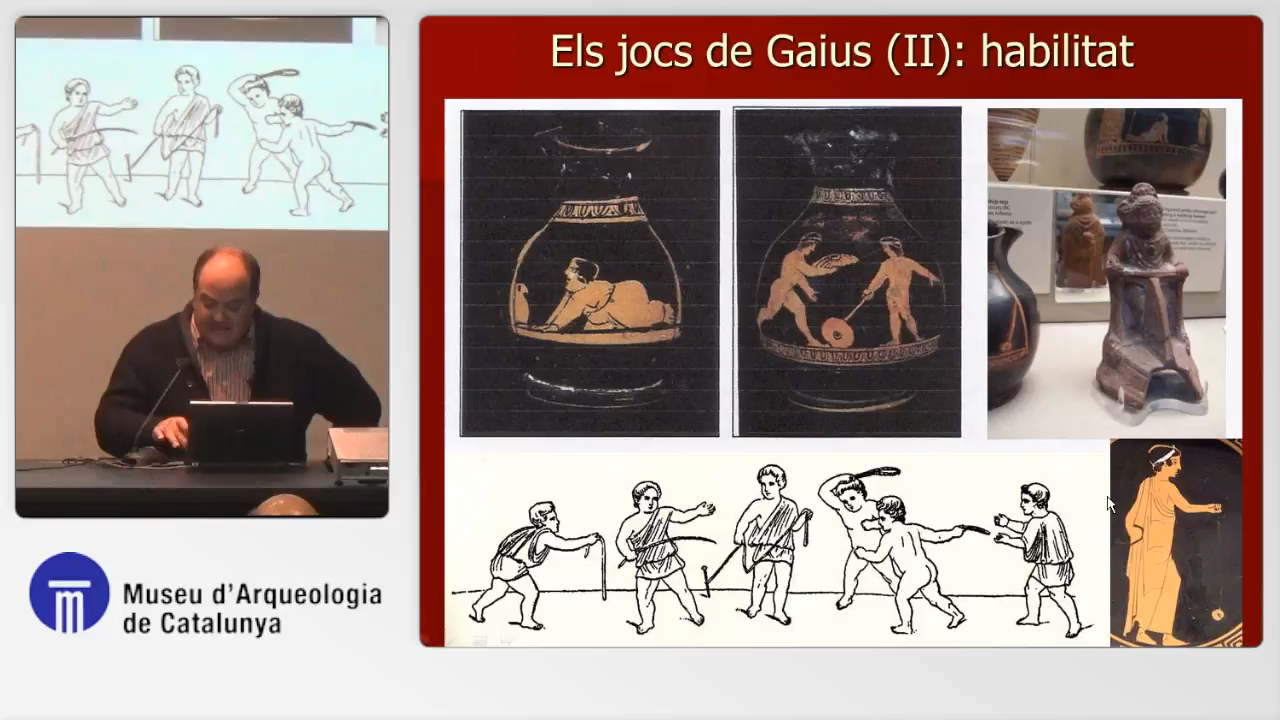 Els jocs de Gaius (II): habilitat
Museu d'Arqueologia
de Catalunya